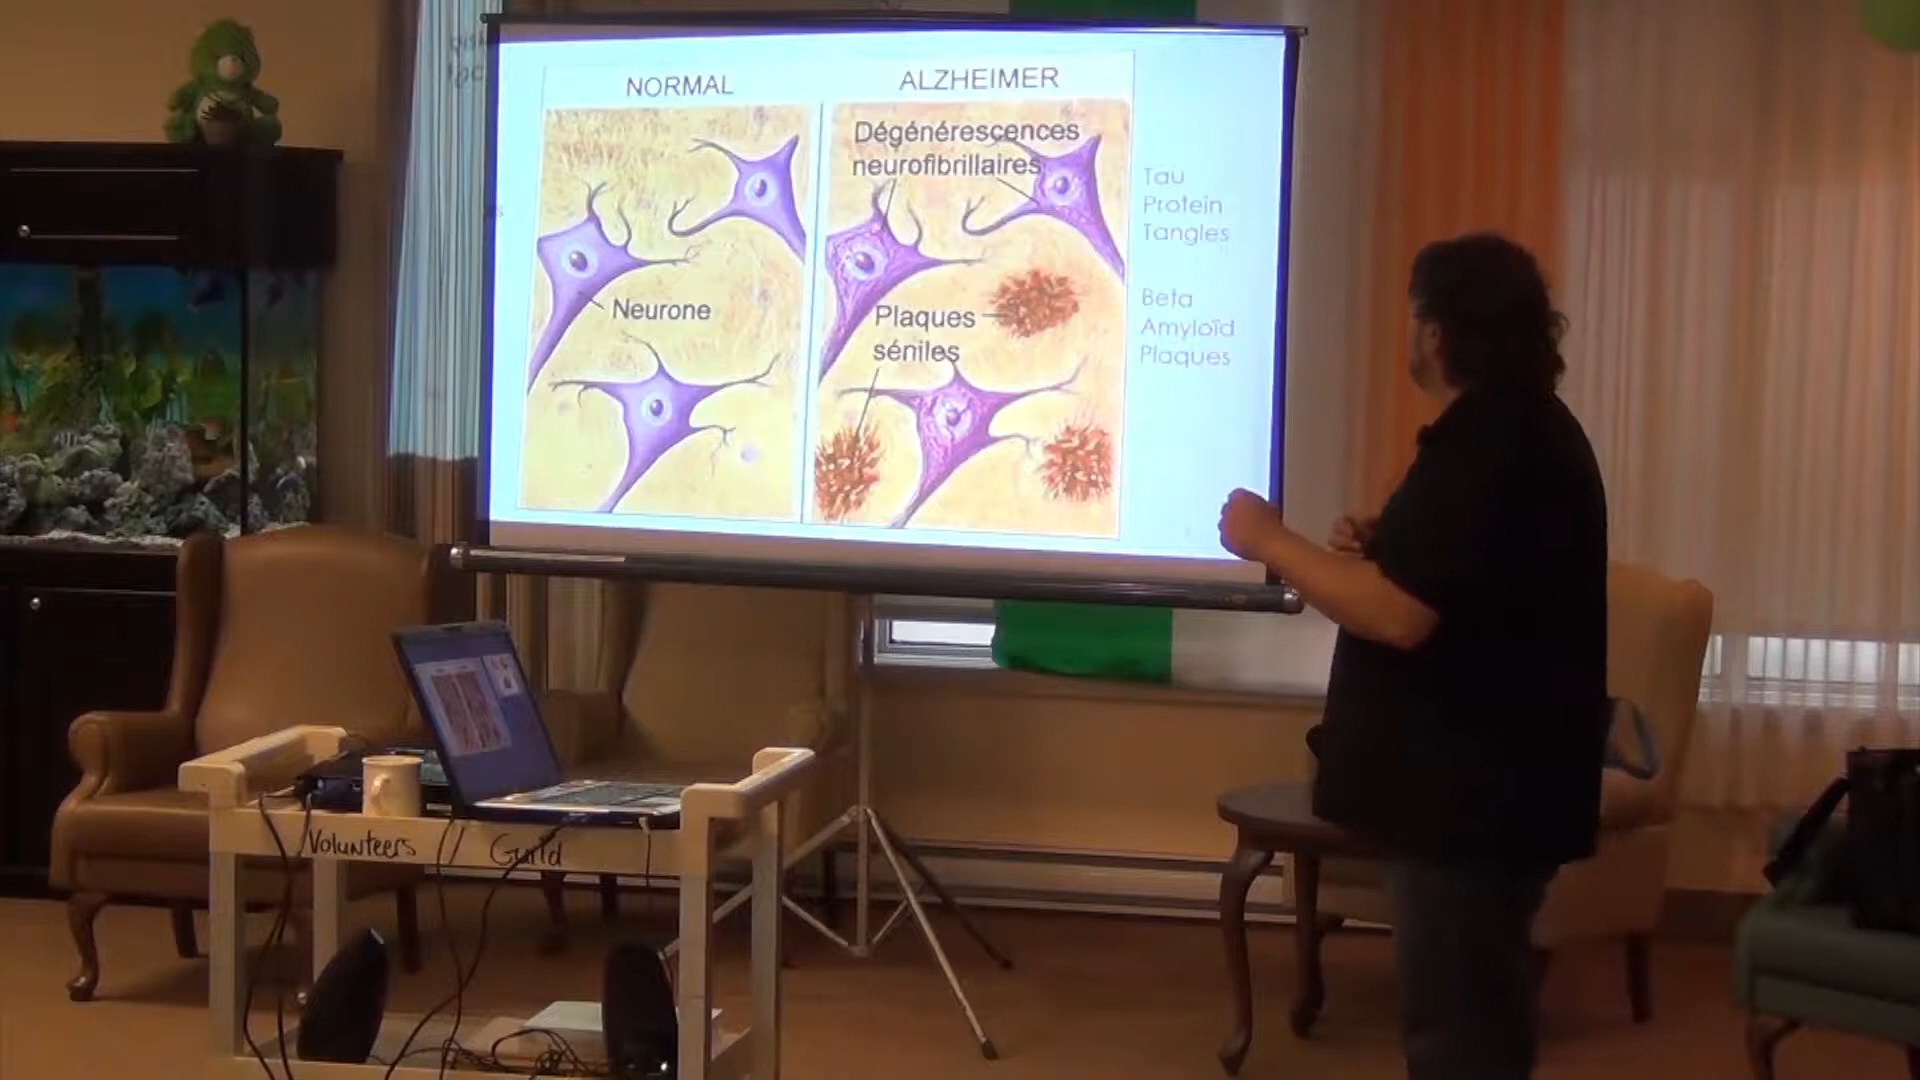 NORMAL
ALZHEIMER
Dégénérescences
neurofibrillaires
Neurone
Plaques
séniles
Tau
Protein
Tangles
Beta
Amyloïd
Plaques
Volunteers / Guild